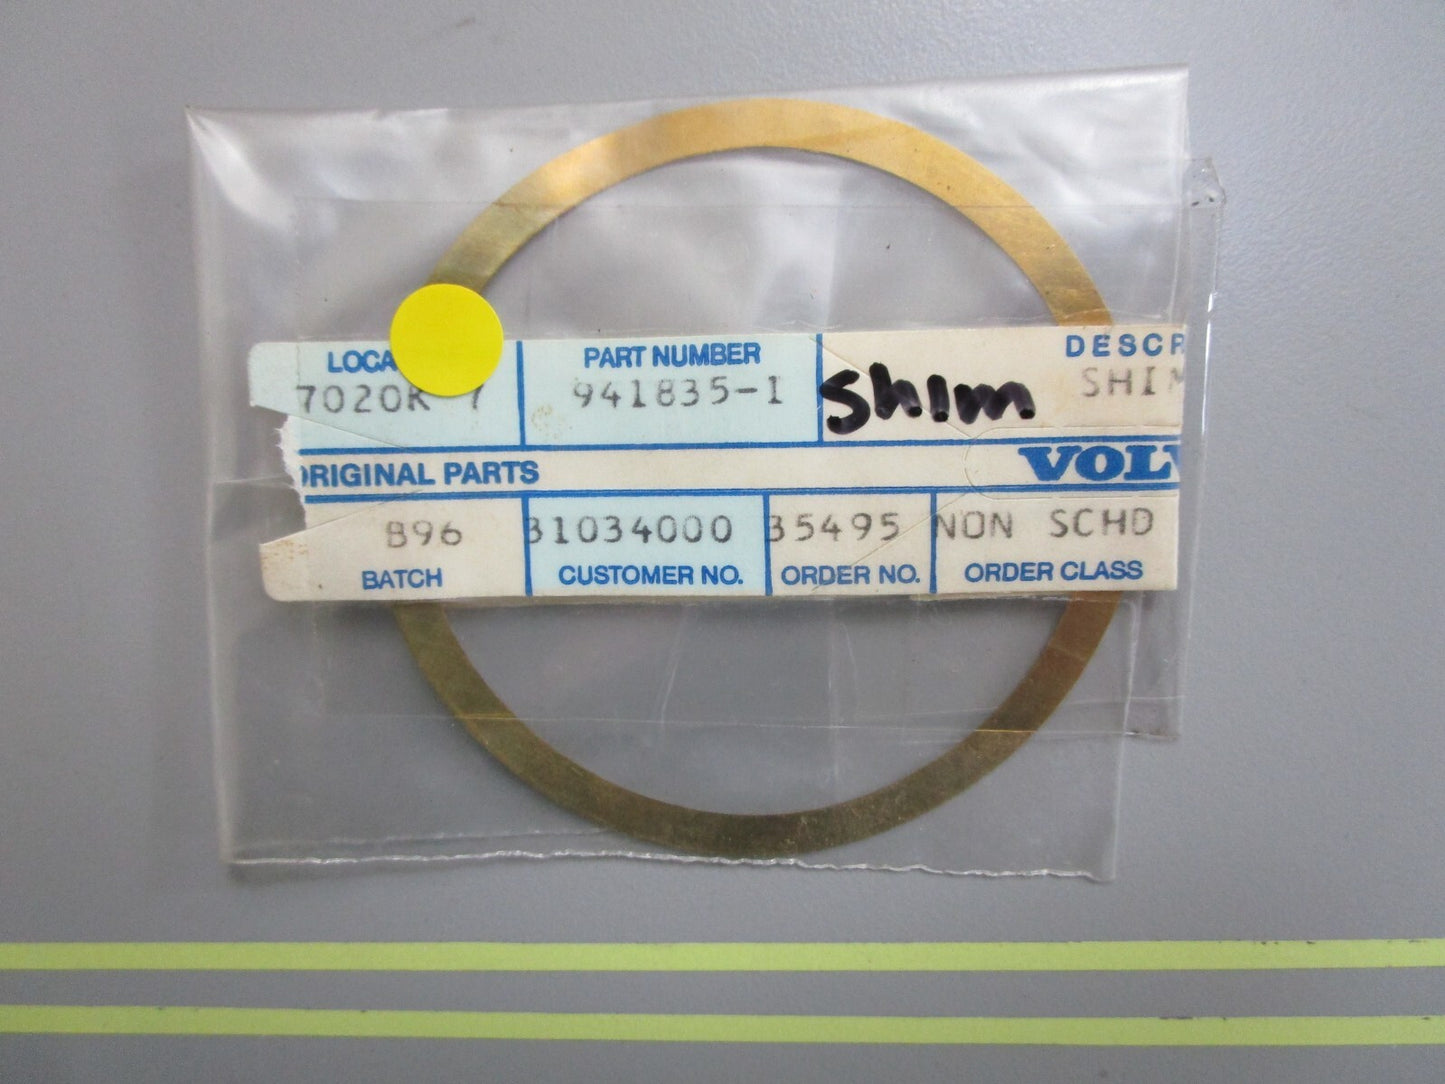 LOCA PART NUMBER DESCR
7020K 7 941835-1 Shim SHIM
ORIGINAL PARTS VOLV
B96 31034000 35495 NON SCHD
BATCH CUSTOMER NO. ORDER NO. ORDER CLASS